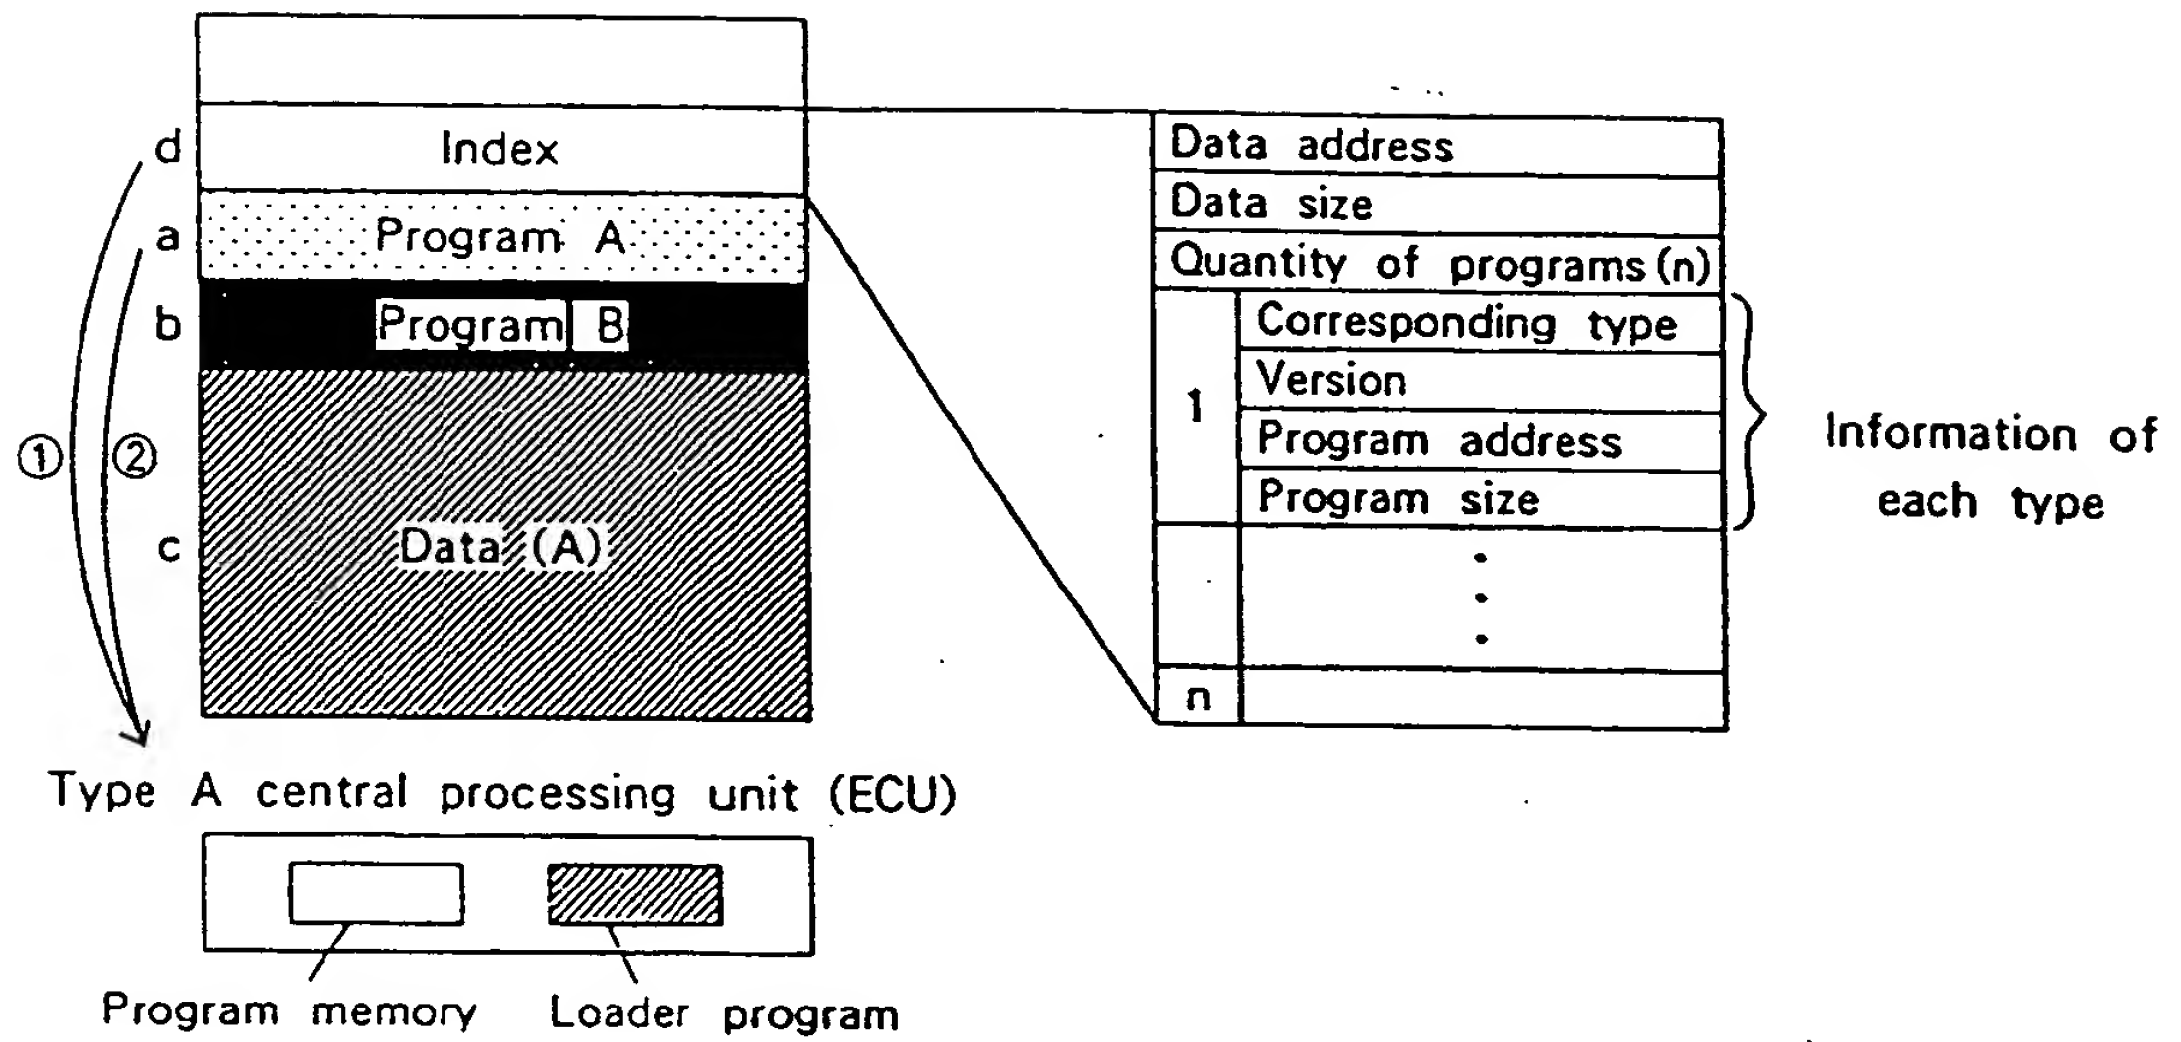 d
Index
a
Program A
b
Program B
①
②
c
Data (A)
Type A central processing unit (ECU)
Program memory
Loader program
Data address
Data size
Quantity of programs (n)
1
Corresponding type
Version
Program address
Program size
n
Information of
each type